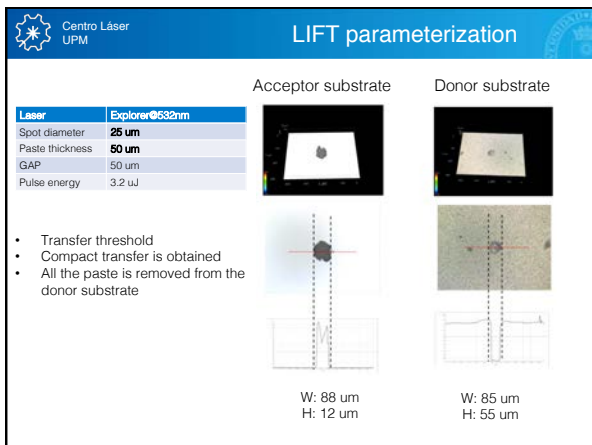 Centro Láser
UPM
LIFT parameterization
Acceptor substrate
Donor substrate
Laser Explorer@532nm
Spot diameter 25 um
Paste thickness 50 um
GAP 50 um
Pulse energy 3.2 uJ
• Transfer threshold
• Compact transfer is obtained
• All the paste is removed from the
donor substrate
W: 88 um
H: 12 um
W: 85 um
H: 55 um